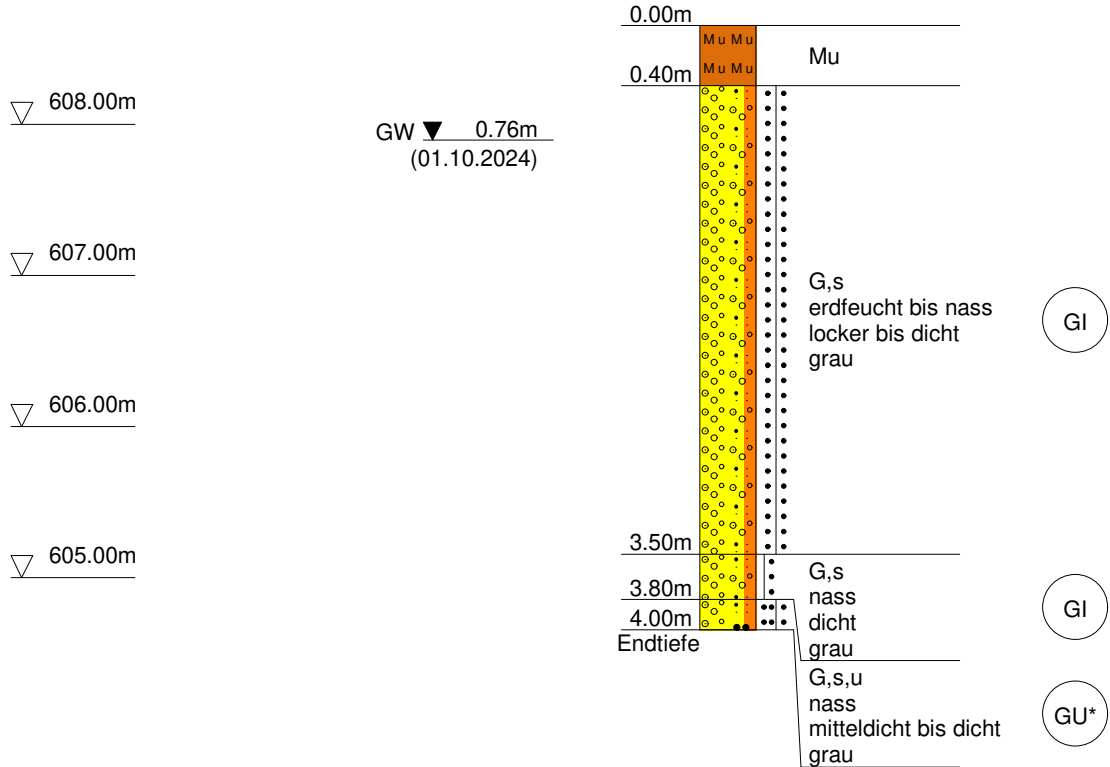 0.00m
Mu Mu
Mu
Mu Mu
0.40m
608.00m
GW 0.76m
(01.10.2024)
607.00m
G,s
erdfeucht bis nass
locker bis dicht
grau
GI
606.00m
3.50m
605.00m
G,s
nass
dicht
grau
GI
3.80m
4.00m
Endtiefe
G,s,u
nass
mitteldicht bis dicht
grau
GU*